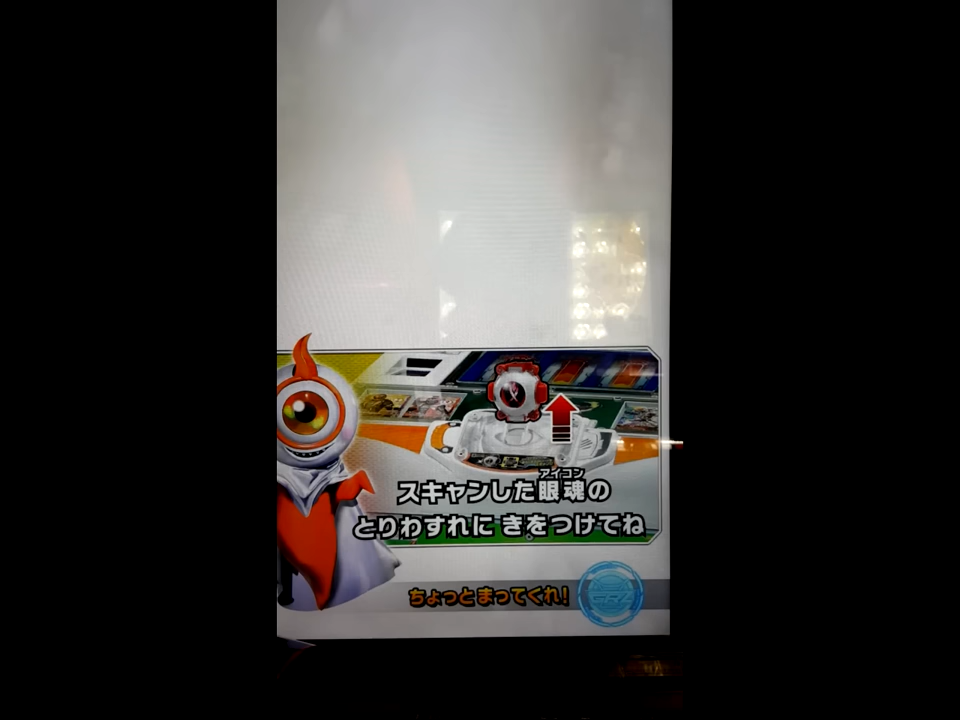 アイコン
スキャンした眼魂の
とりわすれに きをつけてね
ちょっとまってくれ!